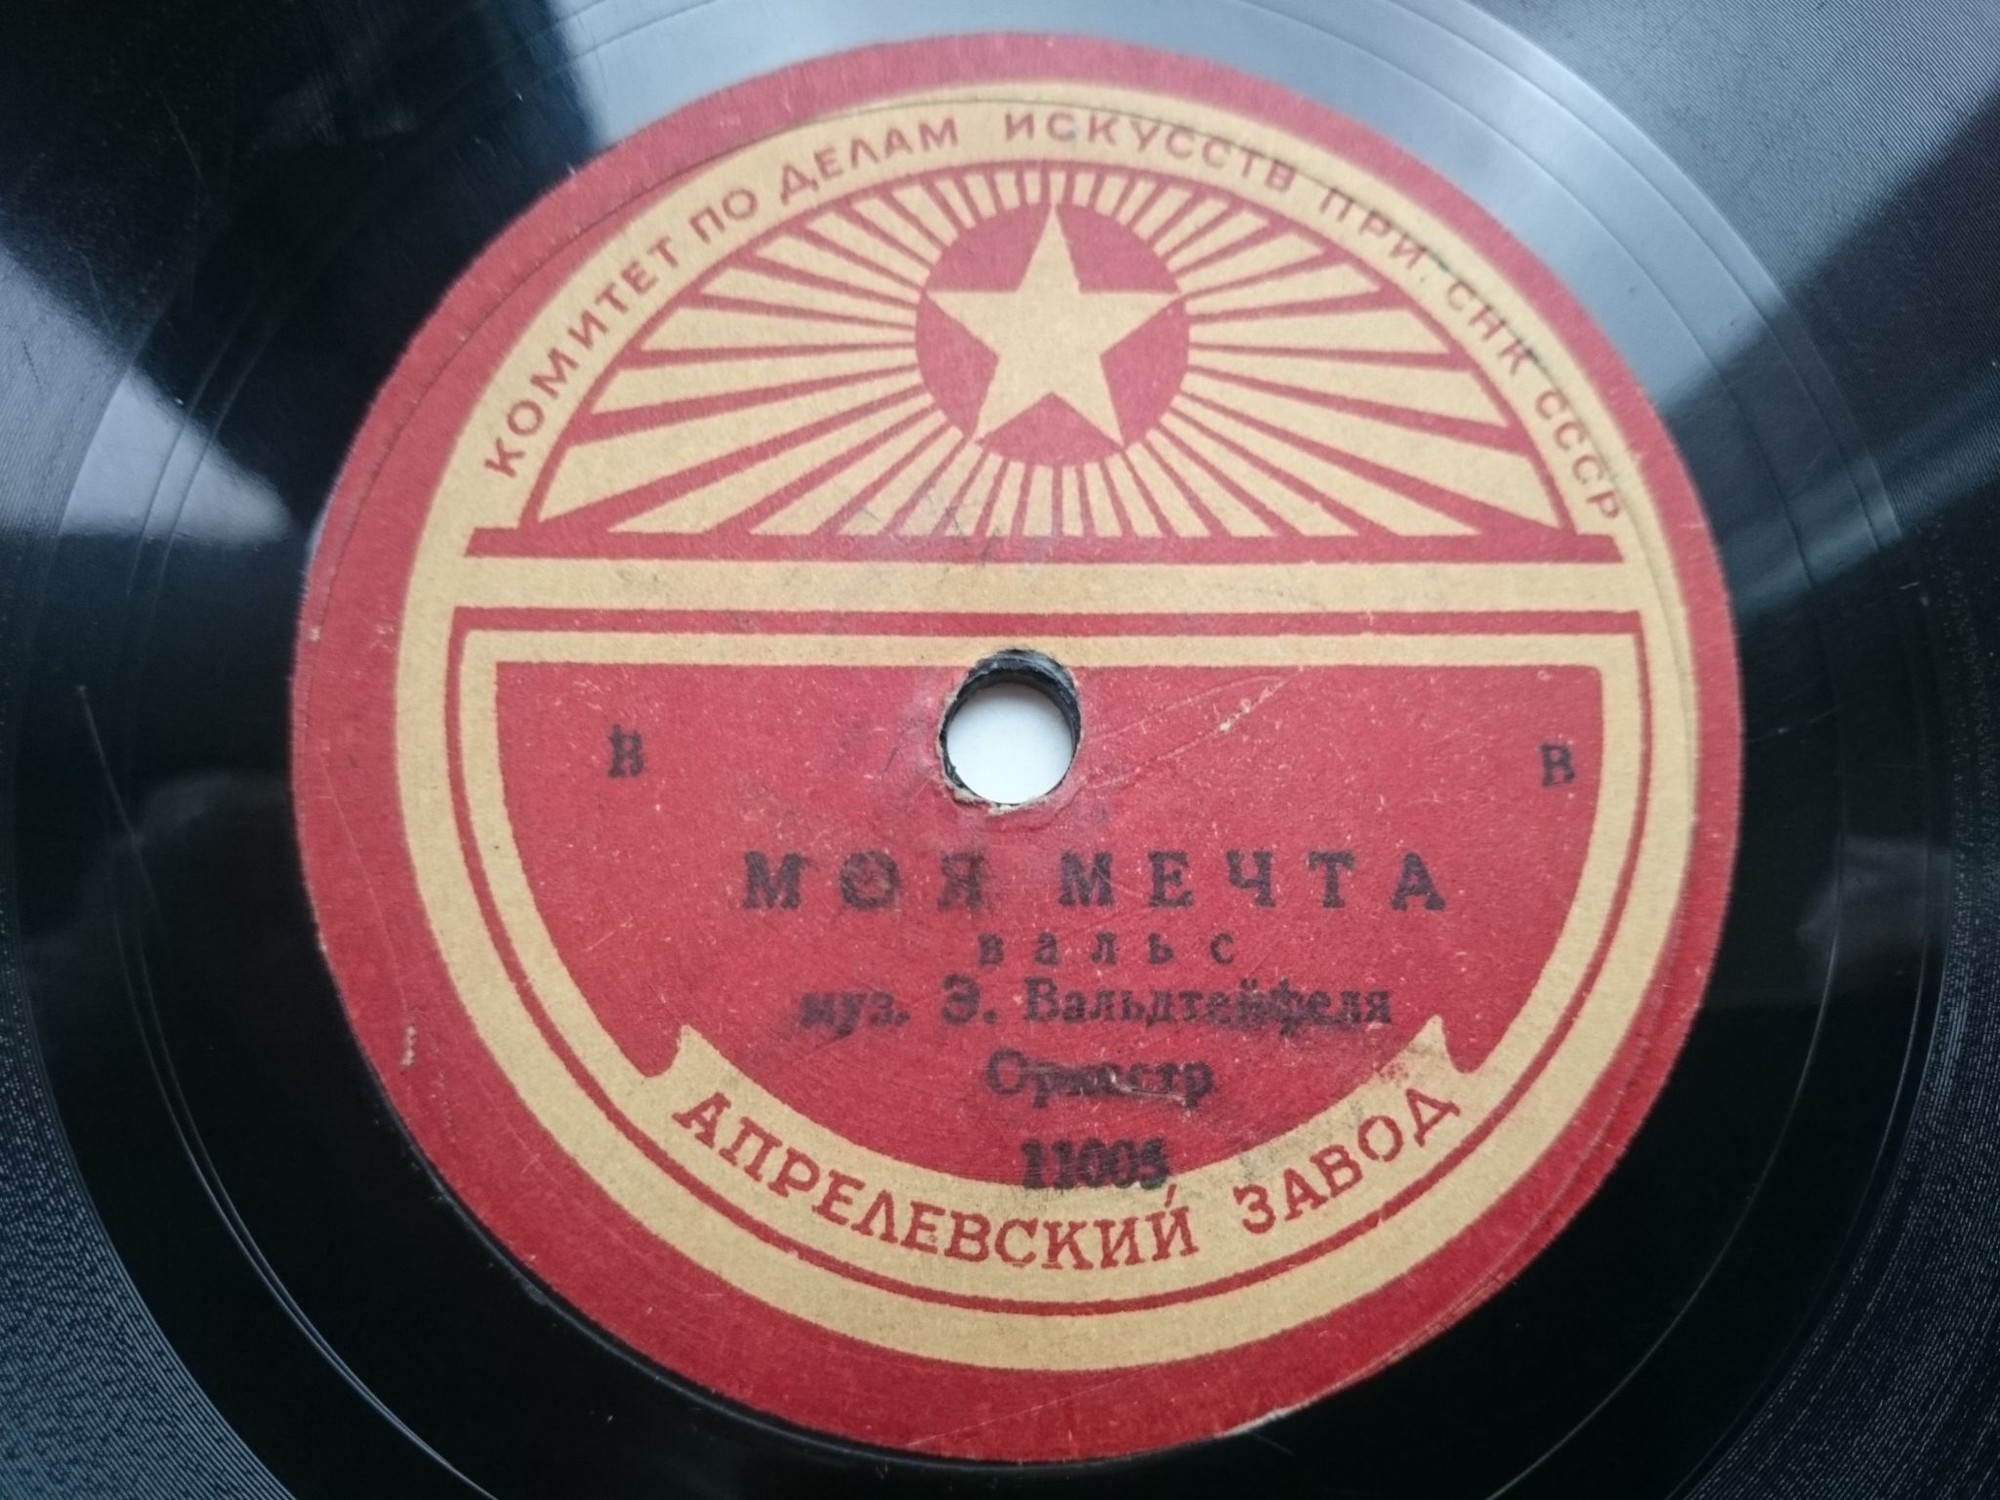 КОМИТЕТ ПО ДЕЛАМ ИСКУССТВ ПРИ СНК СССР
В В
МОЯ МЕЧТА
вальс
муз. Э. Вальдтейфеля
Оркестр
11005
АПРЕЛЕВСКИЙ ЗАВОД